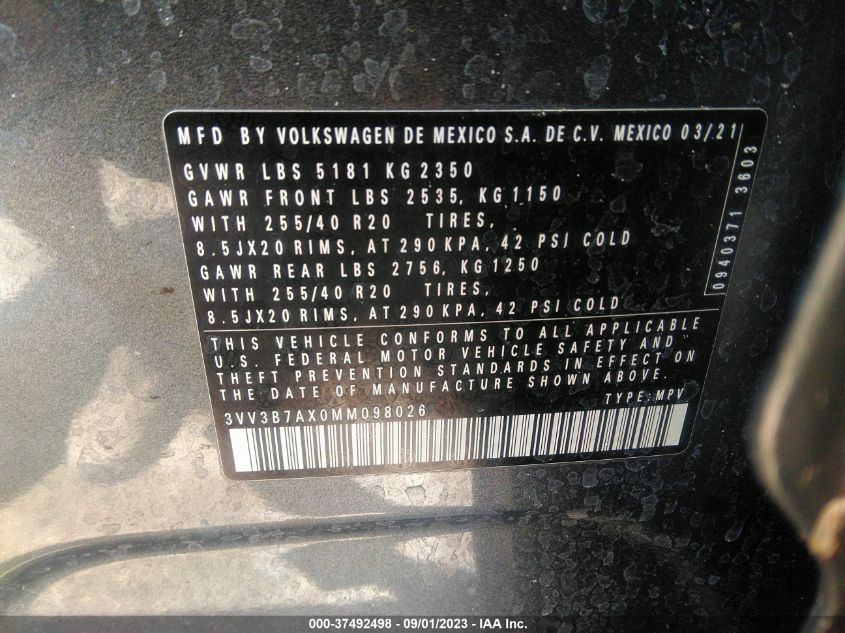 MFD BY VOLKSWAGEN DE MEXICO S.A. DE C.V. MEXICO 03/21
GVWR LBS 5181 KG 2350
GAWR FRONT LBS 2535, KG 1150
WITH 255/40 R20 TIRES,
8.5JX20 RIMS, AT 290 KPA, 42 PSI COLD
GAWR REAR LBS 2756, KG 1250
WITH 255/40 R20 TIRES,
8.5JX20 RIMS, AT 290 KPA, 42 PSI COLD
0940371 3603
THIS VEHICLE CONFORMS TO ALL APPLICABLE
U.S. FEDERAL MOTOR VEHICLE SAFETY AND
THEFT PREVENTION STANDARDS IN EFFECT ON
THE DATE OF MANUFACTURE SHOWN ABOVE.
3VV3B7AX0MM098026 TYPE: MPV
000-37492498 - 09/01/2023 - IAA Inc.